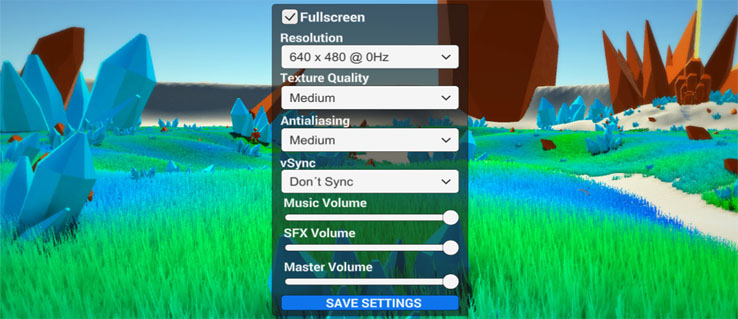 Fullscreen
Resolution
640 x 480 @ 0Hz
Texture Quality
Medium
Antialiasing
Medium
vSync
Don´t Sync
Music Volume
SFX Volume
Master Volume
SAVE SETTINGS